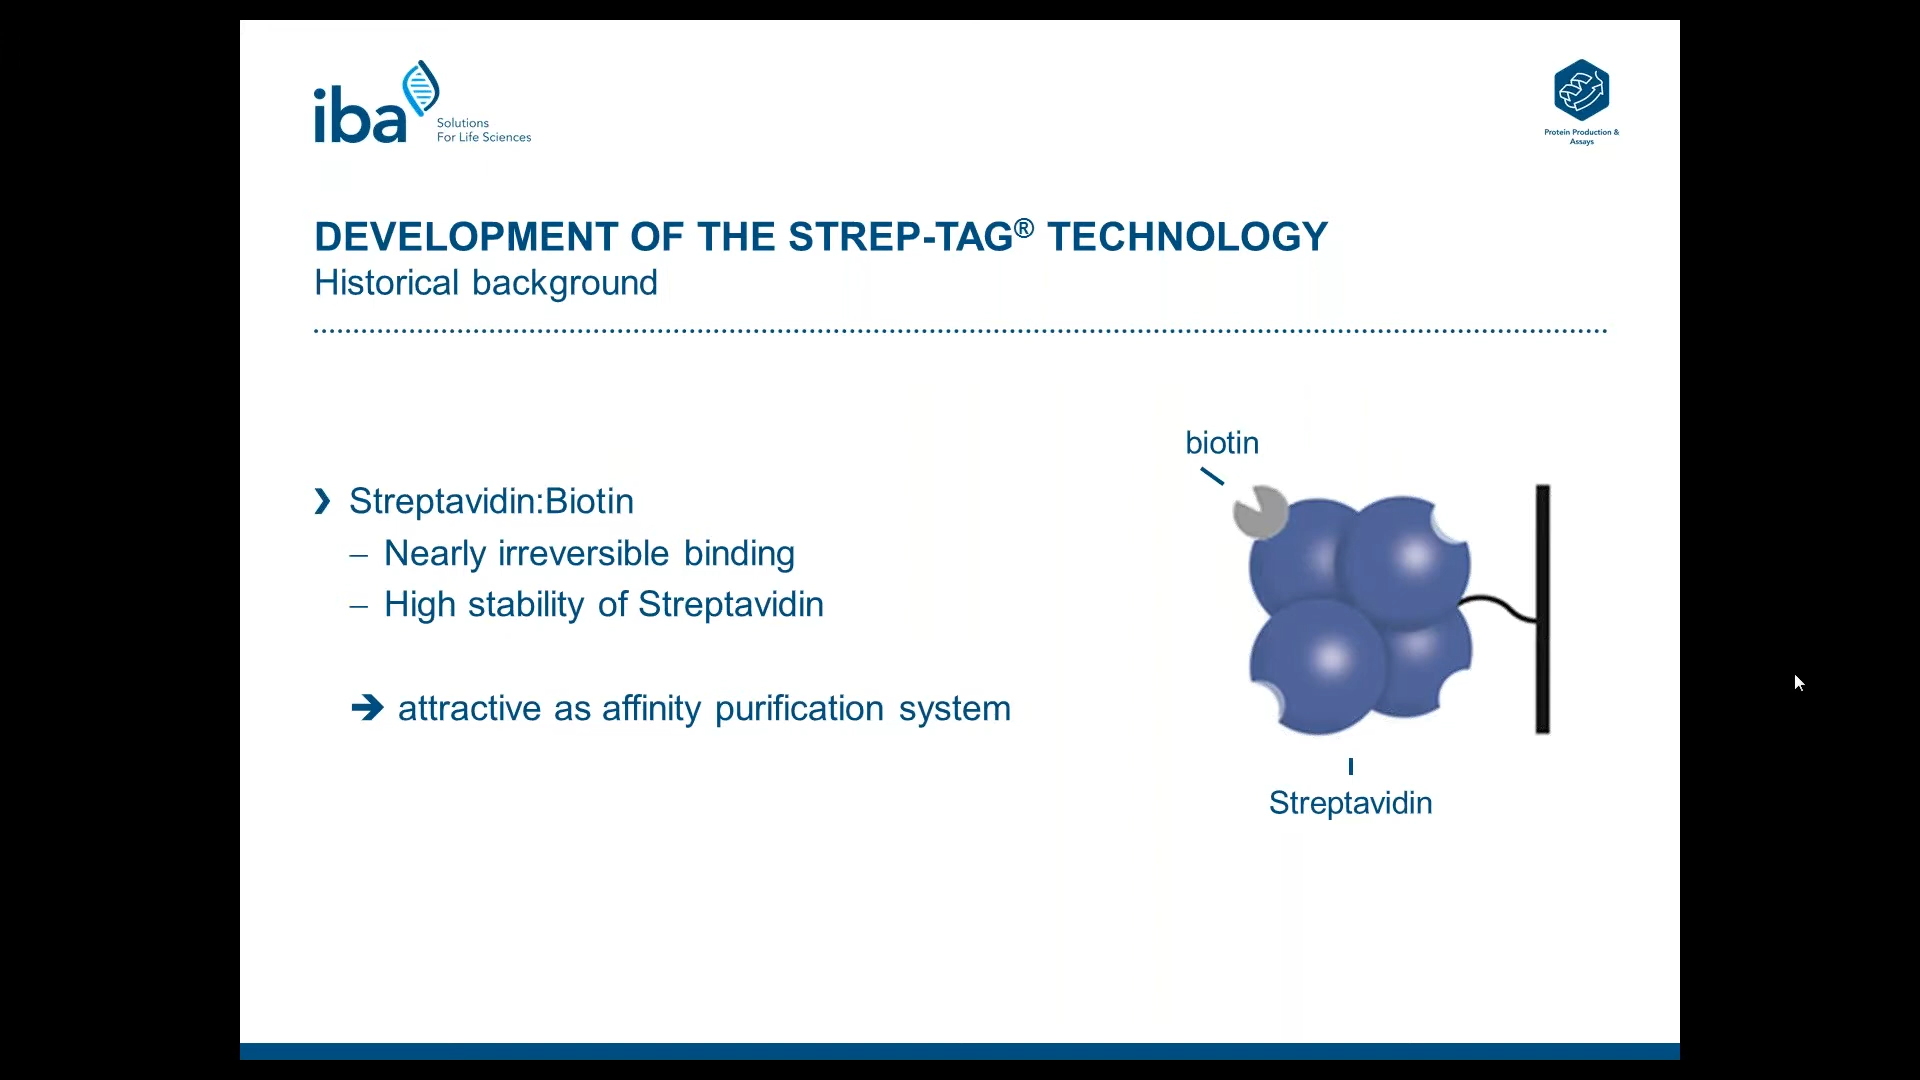 iba
Solutions
For Life Sciences
Protein Production &
Assays
DEVELOPMENT OF THE STREP-TAG® TECHNOLOGY
Historical background
❯ Streptavidin:Biotin
– Nearly irreversible binding
– High stability of Streptavidin
➔ attractive as affinity purification system
biotin
Streptavidin